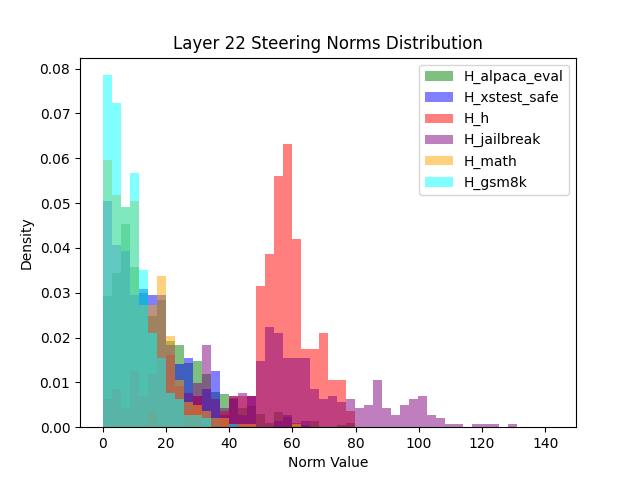 Layer 22 Steering Norms Distribution
0.08
0.07
0.06
0.05
0.04
0.03
0.02
0.01
0.00
Density
H_alpaca_eval
H_xstest_safe
H_h
H_jailbreak
H_math
H_gsm8k
0 20 40 60 80 100 120 140
Norm Value